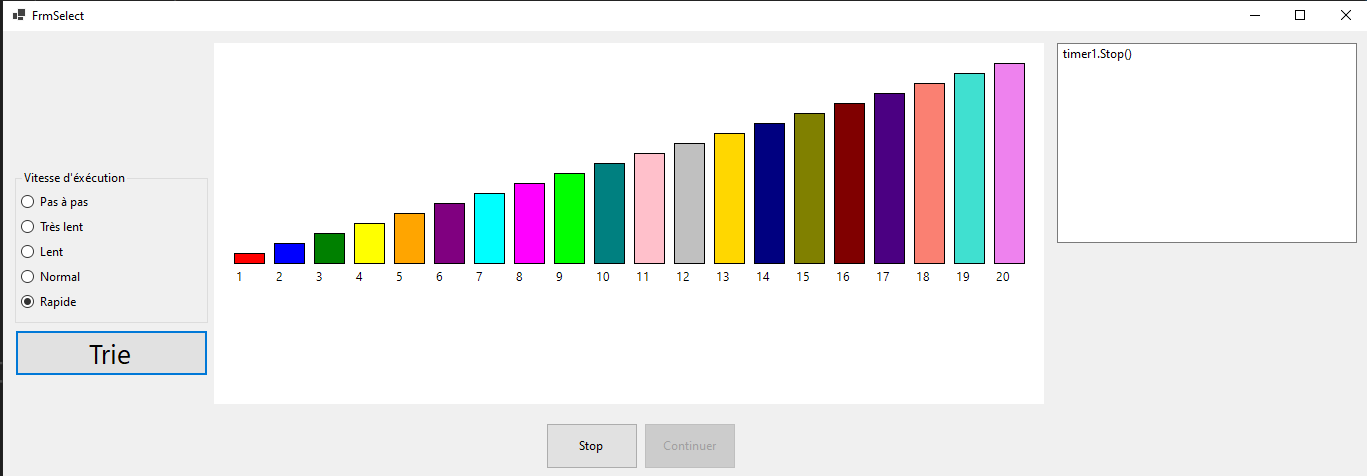 FrmSelect
timer1.Stop()
Vitesse d'éxécution
Pas à pas
Très lent
Lent
Normal
Rapide
Trie
1 2 3 4 5 6 7 8 9 10 11 12 13 14 15 16 17 18 19 20
Stop Continuer